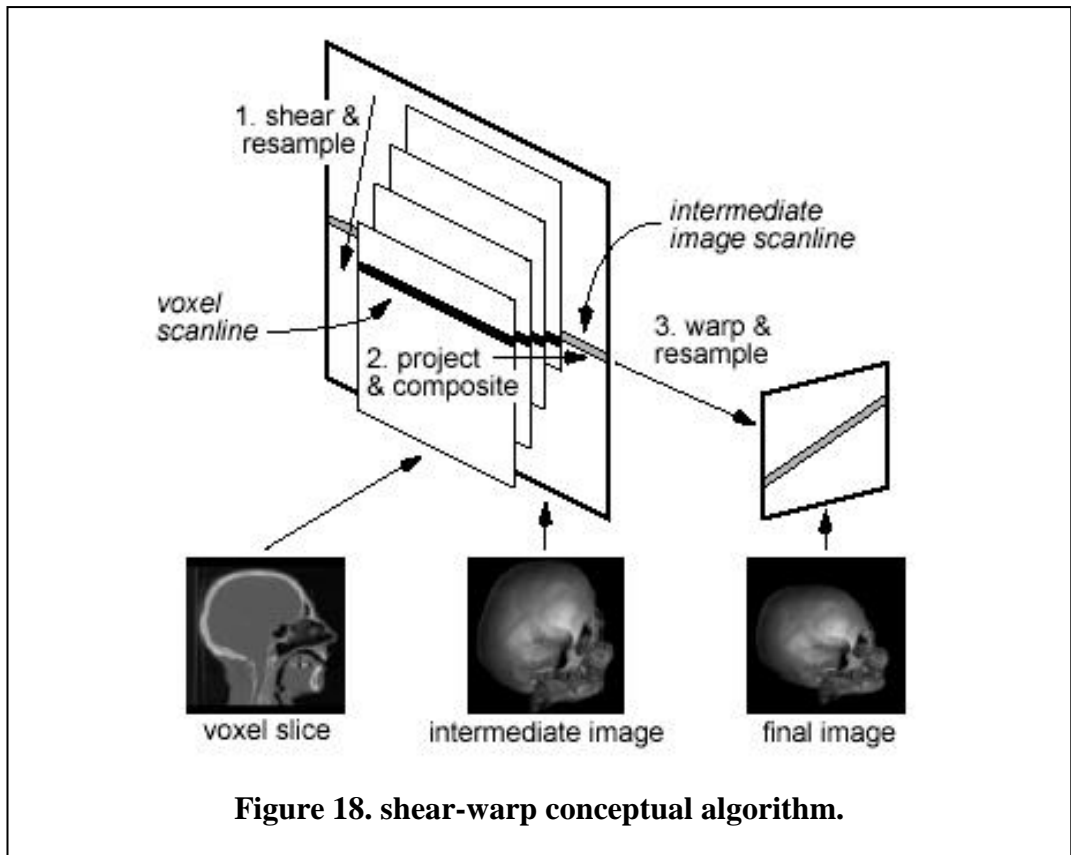 1. shear &
resample
intermediate
image scanline
voxel
scanline
2. project
& composite
3. warp &
resample
voxel slice
intermediate image
final image
Figure 18. shear-warp conceptual algorithm.